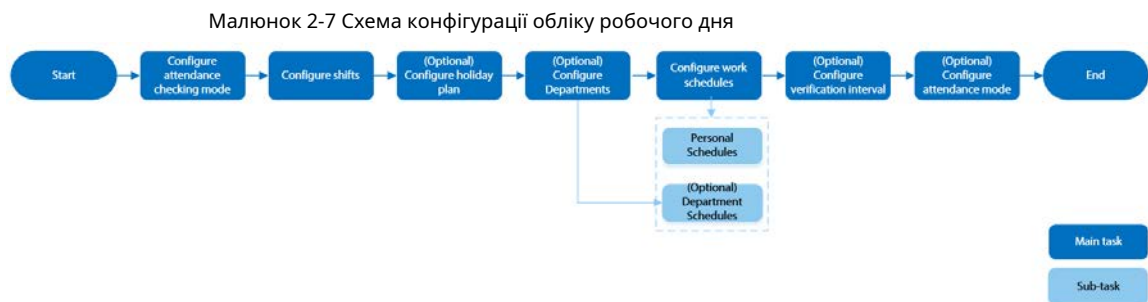 Малюнок 2-7 Схема конфігурації обліку робочого дня
Start
Configure
attendance
checking mode
Configure shifts
(Optional)
Configure holiday
plan
(Optional)
Configure
Departments
Configure work
schedules
(Optional)
Configure
verification interval
(Optional)
Configure
attendance mode
End
Personal
Schedules
(Optional)
Department
Schedules
Main task
Sub-task